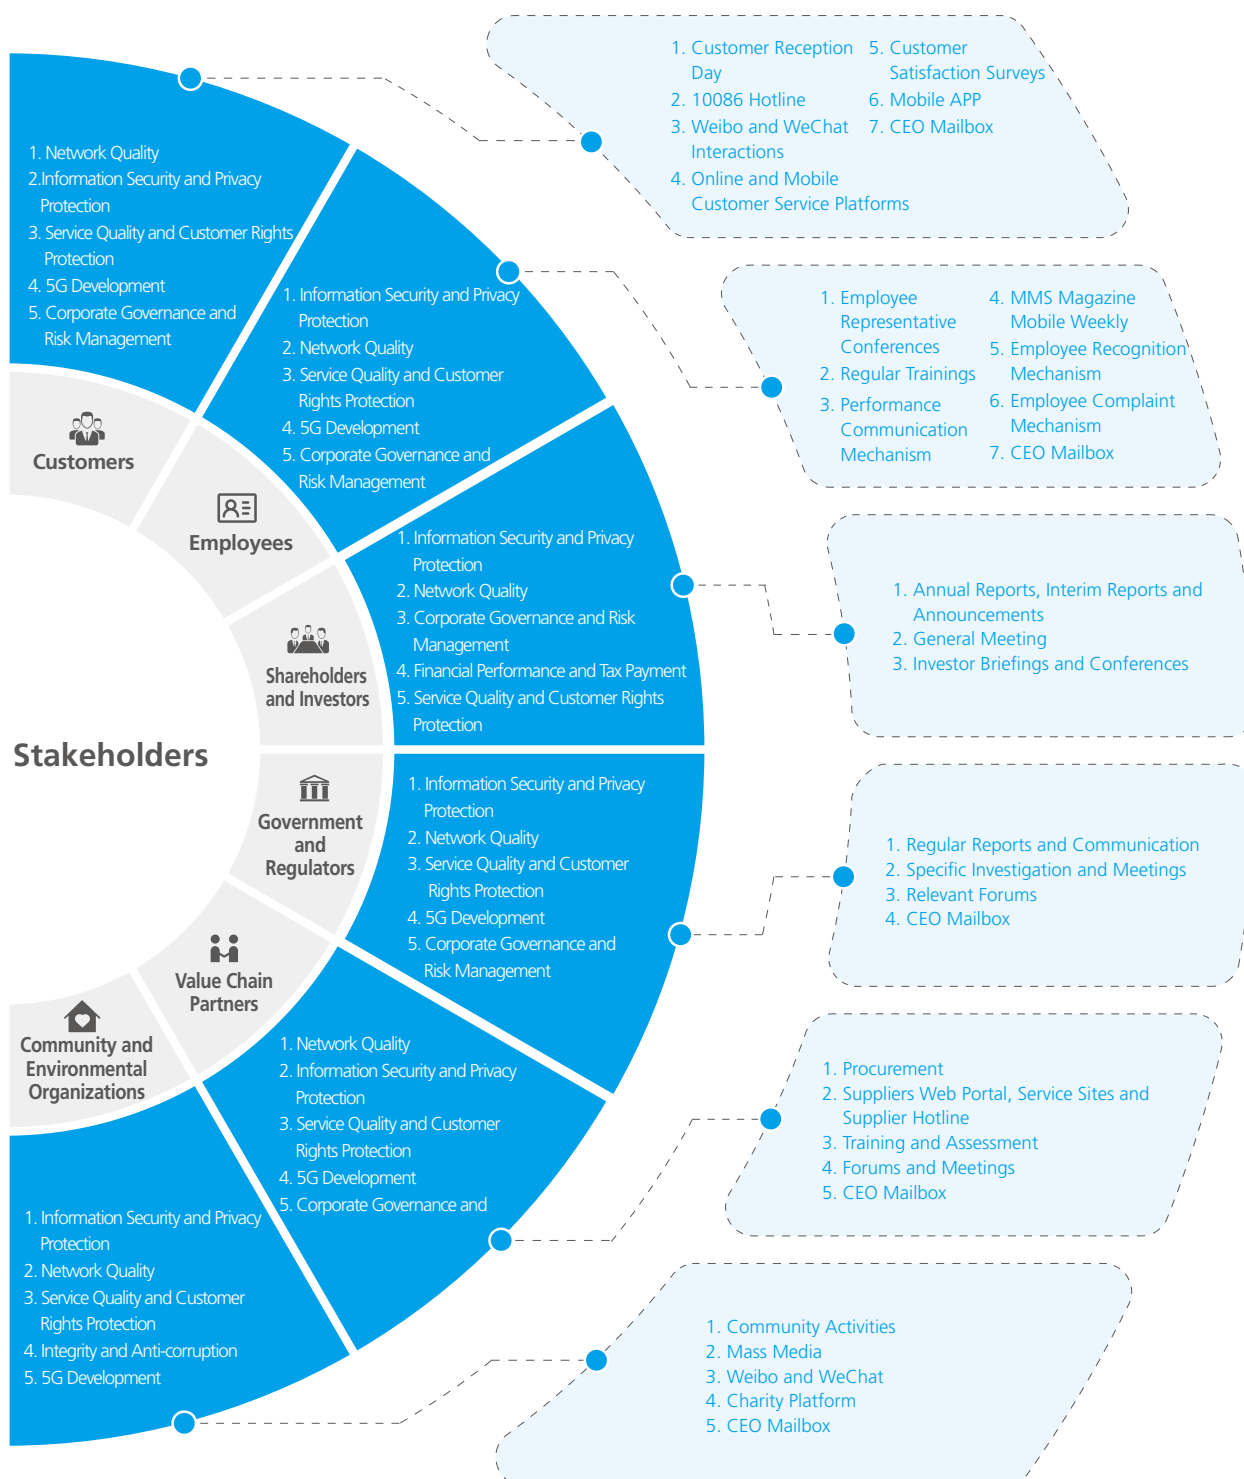 1. Customer Reception
Day
2. 10086 Hotline
3. Weibo and WeChat
Interactions
4. Online and Mobile
Customer Service Platforms
5. Customer
Satisfaction Surveys
6. Mobile APP
7. CEO Mailbox
1. Network Quality
2.Information Security and Privacy
Protection
3. Service Quality and Customer Rights
Protection
4. 5G Development
5. Corporate Governance and
Risk Management
Customers
1. Information Security and Privacy
Protection
2. Network Quality
3. Service Quality and Customer
Rights Protection
4. 5G Development
5. Corporate Governance and
Risk Management
Employees
1. Employee
Representative
Conferences
2. Regular Trainings
3. Performance
Communication
Mechanism
4. MMS Magazine
Mobile Weekly
5. Employee Recognition
Mechanism
6. Employee Complaint
Mechanism
7. CEO Mailbox
1. Information Security and Privacy
Protection
2. Network Quality
3. Corporate Governance and Risk
Management
4. Financial Performance and Tax Payment
5. Service Quality and Customer Rights
Protection
Shareholders
and Investors
1. Annual Reports, Interim Reports and
Announcements
2. General Meeting
3. Investor Briefings and Conferences
Stakeholders
Government
and
Regulators
1. Information Security and Privacy
Protection
2. Network Quality
3. Service Quality and Customer
Rights Protection
4. 5G Development
5. Corporate Governance and
Risk Management
1. Regular Reports and Communication
2. Specific Investigation and Meetings
3. Relevant Forums
4. CEO Mailbox
Value Chain
Partners
1. Network Quality
2. Information Security and Privacy
Protection
3. Service Quality and Customer
Rights Protection
4. 5G Development
5. Corporate Governance and
1. Procurement
2. Suppliers Web Portal, Service Sites and
Supplier Hotline
3. Training and Assessment
4. Forums and Meetings
5. CEO Mailbox
Community and
Environmental
Organizations
1. Information Security and Privacy
Protection
2. Network Quality
3. Service Quality and Customer
Rights Protection
4. Integrity and Anti-corruption
5. 5G Development
1. Community Activities
2. Mass Media
3. Weibo and WeChat
4. Charity Platform
5. CEO Mailbox